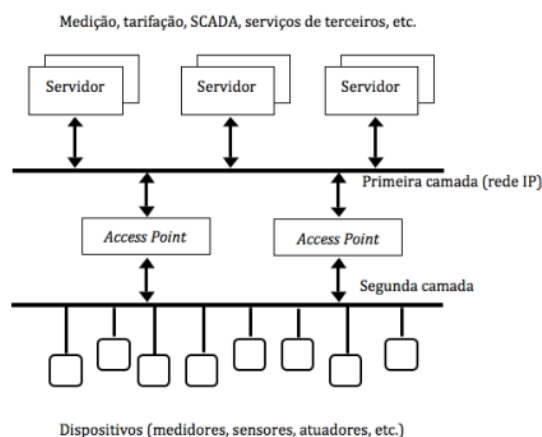 Medição, tarifação, SCADA, serviços de terceiros, etc.
Servidor
Servidor
Servidor
Primeira camada (rede IP)
Access Point
Access Point
Segunda camada
Dispositivos (medidores, sensores, atuadores, etc.)